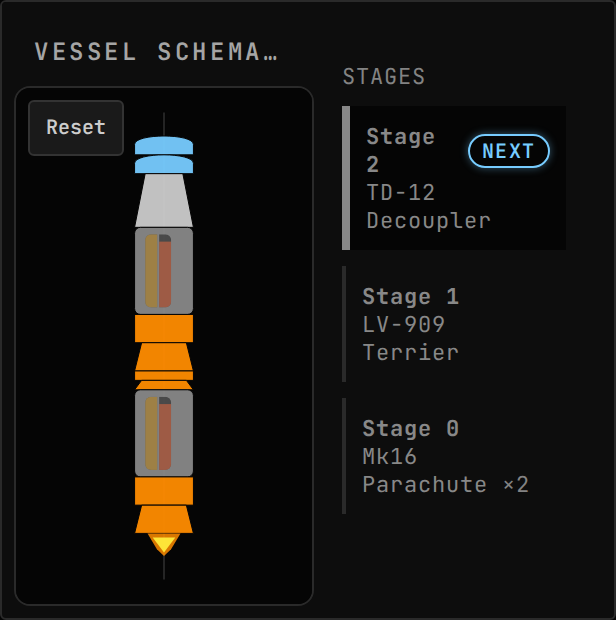 VESSEL SCHEMA…
Reset
STAGES
Stage
2
NEXT
TD-12
Decoupler
Stage 1
LV-909
Terrier
Stage 0
Mk16
Parachute ×2